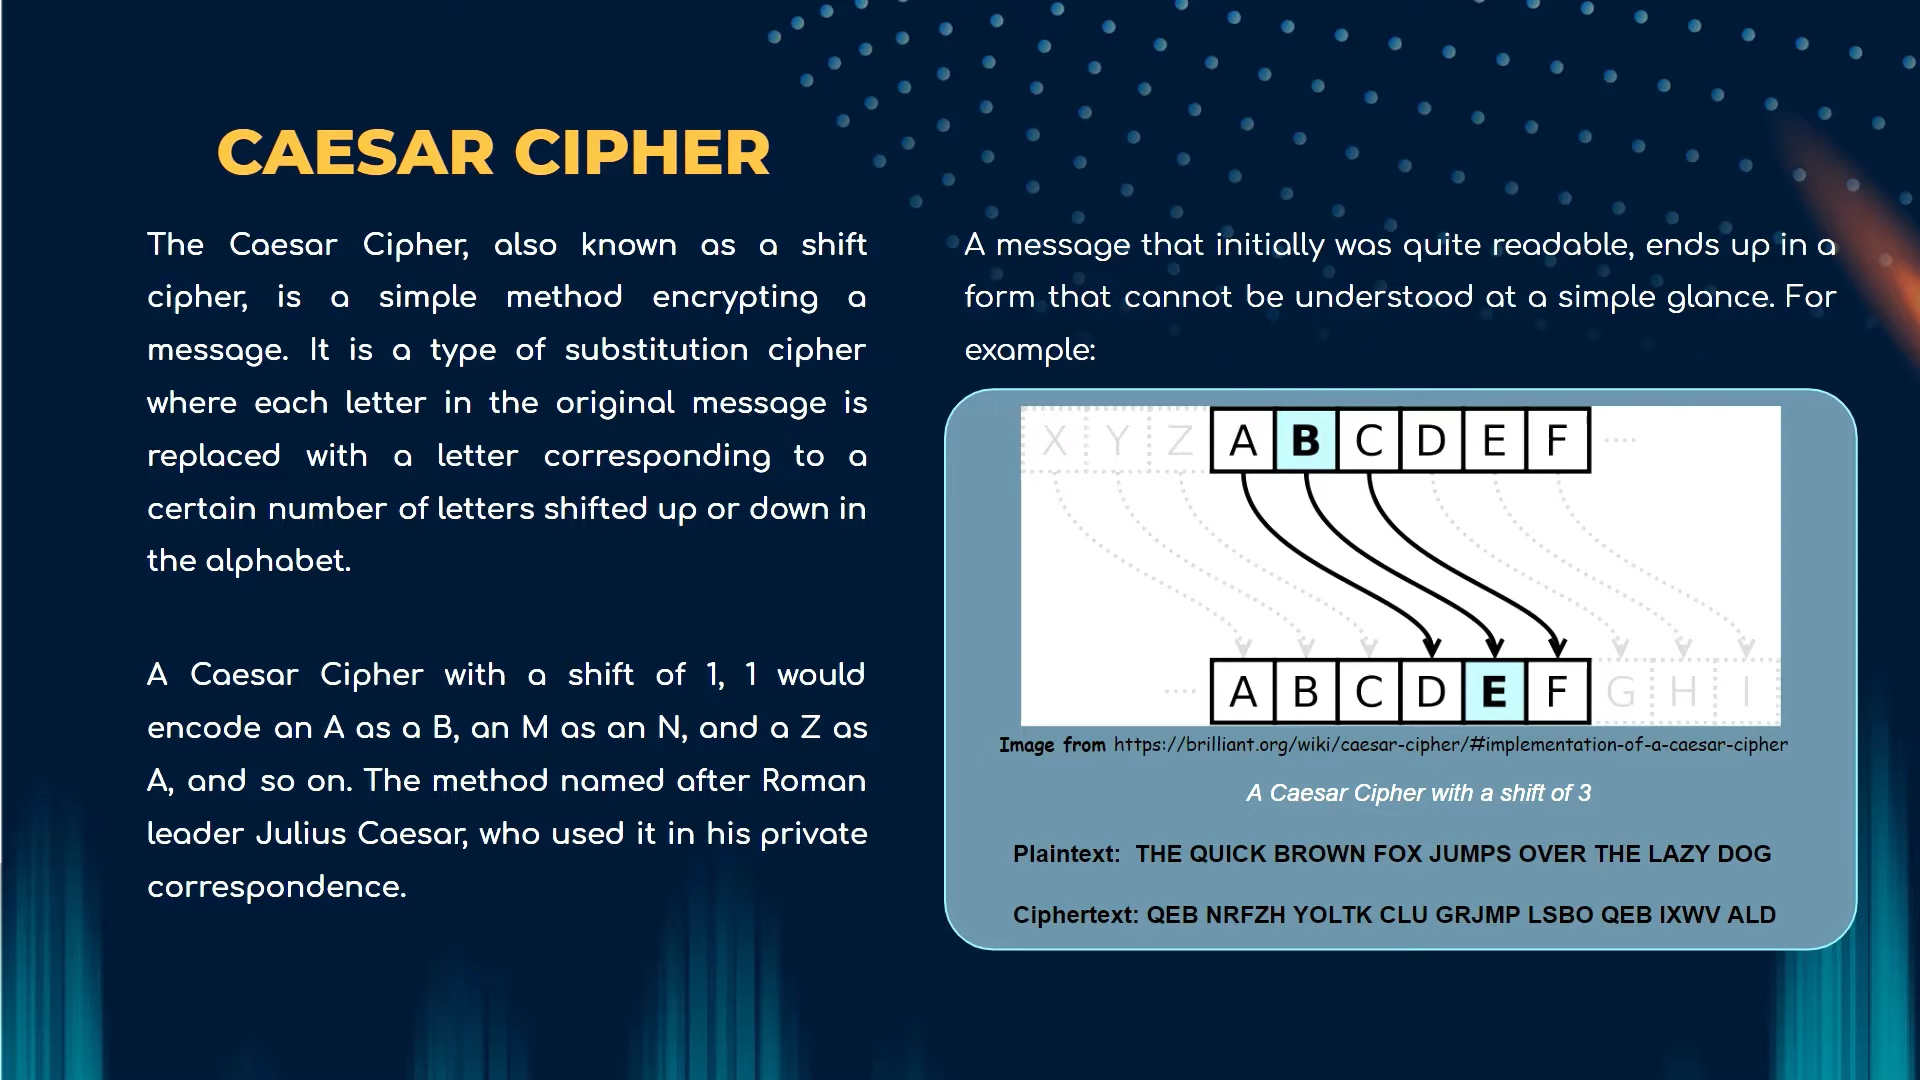 CAESAR CIPHER
The Caesar Cipher, also known as a shift
cipher, is a simple method encrypting a
message. It is a type of substitution cipher
where each letter in the original message is
replaced with a letter corresponding to a
certain number of letters shifted up or down in
the alphabet.
A Caesar Cipher with a shift of 1, 1 would
encode an A as a B, an M as an N, and a Z as
A, and so on. The method named after Roman
leader Julius Caesar, who used it in his private
correspondence.
A message that initially was quite readable, ends up in a
form that cannot be understood at a simple glance. For
example:
X Y Z A B C D E F ....
.... A B C D E F G H I
Image from https://brilliant.org/wiki/caesar-cipher/#implementation-of-a-caesar-cipher
A Caesar Cipher with a shift of 3
Plaintext: THE QUICK BROWN FOX JUMPS OVER THE LAZY DOG
Ciphertext: QEB NRFZH YOLTK CLU GRJMP LSBO QEB IXWV ALD